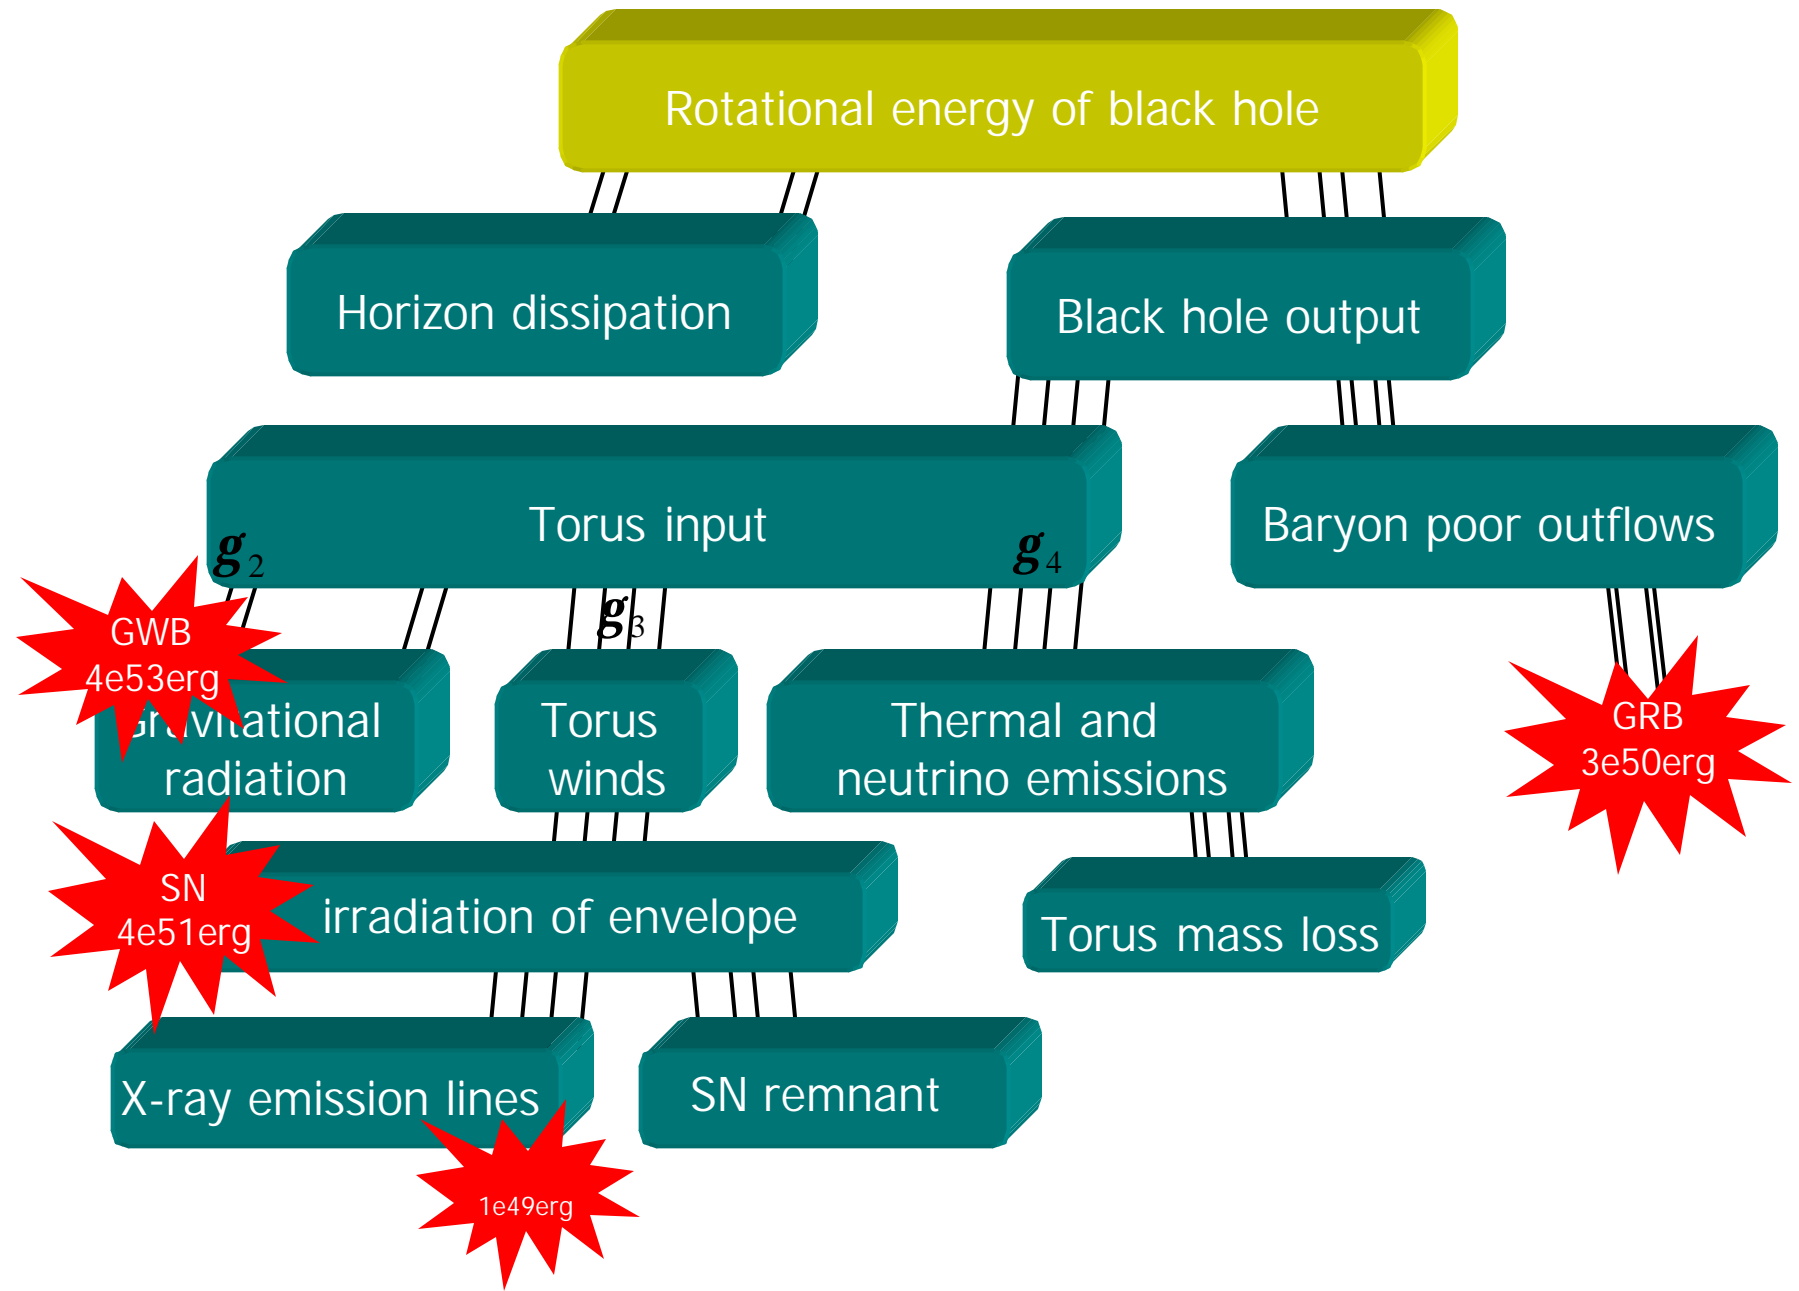 Rotational energy of black hole
Horizon dissipation
Black hole output
Torus input
Baryon poor outflows
g2
g4
g3
GWB
4e53erg
Gravitational
radiation
Torus
winds
Thermal and
neutrino emissions
GRB
3e50erg
SN
4e51erg
irradiation of envelope
Torus mass loss
X-ray emission lines
SN remnant
1e49erg